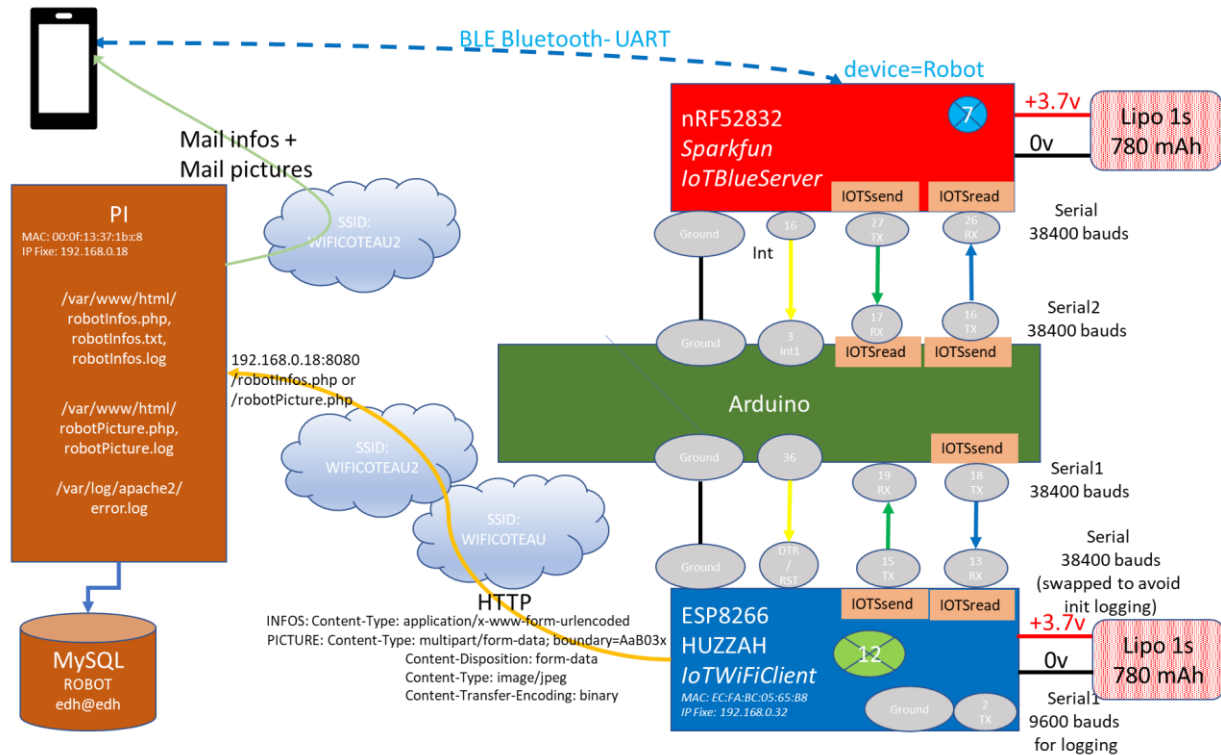 BLE Bluetooth- UART
device=Robot
Mail infos +
Mail pictures
SSID:
WIFICOTEAU2
PI
MAC: 00:0f:13:37:1b:c8
IP Fixe: 192.168.0.18
/var/www/html/
robotInfos.php,
robotInfos.txt,
robotInfos.log
/var/www/html/
robotPicture.php,
robotPicture.log
/var/log/apache2/
error.log
MySQL
ROBOT
edh@edh
192.168.0.18:8080
/robotInfos.php or
/robotPicture.php
SSID:
WIFICOTEAU2
SSID:
WIFICOTEAU
HTTP
INFOS: Content-Type: application/x-www-form-urlencoded
PICTURE: Content-Type: multipart/form-data; boundary=AaB03x
Content-Disposition: form-data
Content-Type: image/jpeg
Content-Transfer-Encoding: binary
nRF52832
Sparkfun
IoTBlueServer
7
+3.7v
0v
Lipo 1s
780 mAh
IOTSsend
IOTSread
Ground
16
27
TX
26
RX
Serial
38400 bauds
Int
Ground
3
int1
17
RX
16
TX
Serial2
38400 bauds
IOTSread
IOTSsend
Arduino
IOTSsend
Ground
36
19
RX
18
TX
Serial1
38400 bauds
Ground
DTR
/
RST
15
TX
13
RX
Serial
38400 bauds
(swapped to avoid
init logging)
IOTSsend
IOTSread
ESP8266
HUZZAH
IoTWiFiClient
MAC: EC:FA:BC:05:65:B8
IP Fixe: 192.168.0.32
12
+3.7v
0v
Lipo 1s
780 mAh
Ground
2
TX
Serial1
9600 bauds
for logging